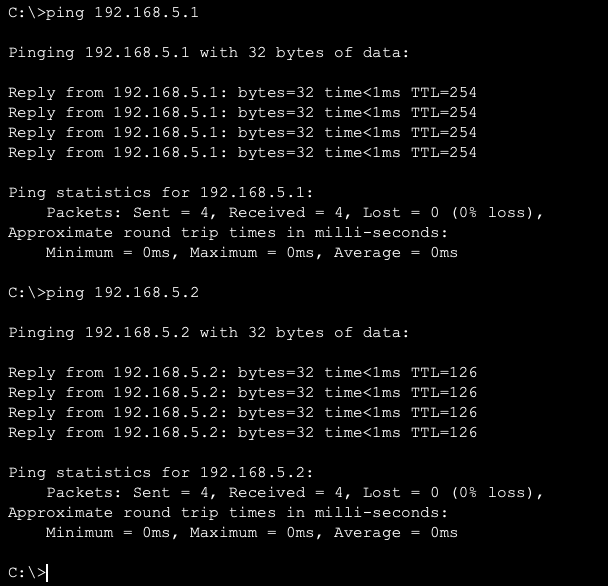 C:\>ping 192.168.5.1
Pinging 192.168.5.1 with 32 bytes of data:
Reply from 192.168.5.1: bytes=32 time<1ms TTL=254
Reply from 192.168.5.1: bytes=32 time<1ms TTL=254
Reply from 192.168.5.1: bytes=32 time<1ms TTL=254
Reply from 192.168.5.1: bytes=32 time<1ms TTL=254
Ping statistics for 192.168.5.1:
    Packets: Sent = 4, Received = 4, Lost = 0 (0% loss),
Approximate round trip times in milli-seconds:
    Minimum = 0ms, Maximum = 0ms, Average = 0ms
C:\>ping 192.168.5.2
Pinging 192.168.5.2 with 32 bytes of data:
Reply from 192.168.5.2: bytes=32 time<1ms TTL=126
Reply from 192.168.5.2: bytes=32 time<1ms TTL=126
Reply from 192.168.5.2: bytes=32 time<1ms TTL=126
Reply from 192.168.5.2: bytes=32 time<1ms TTL=126
Ping statistics for 192.168.5.2:
    Packets: Sent = 4, Received = 4, Lost = 0 (0% loss),
Approximate round trip times in milli-seconds:
    Minimum = 0ms, Maximum = 0ms, Average = 0ms
C:\>